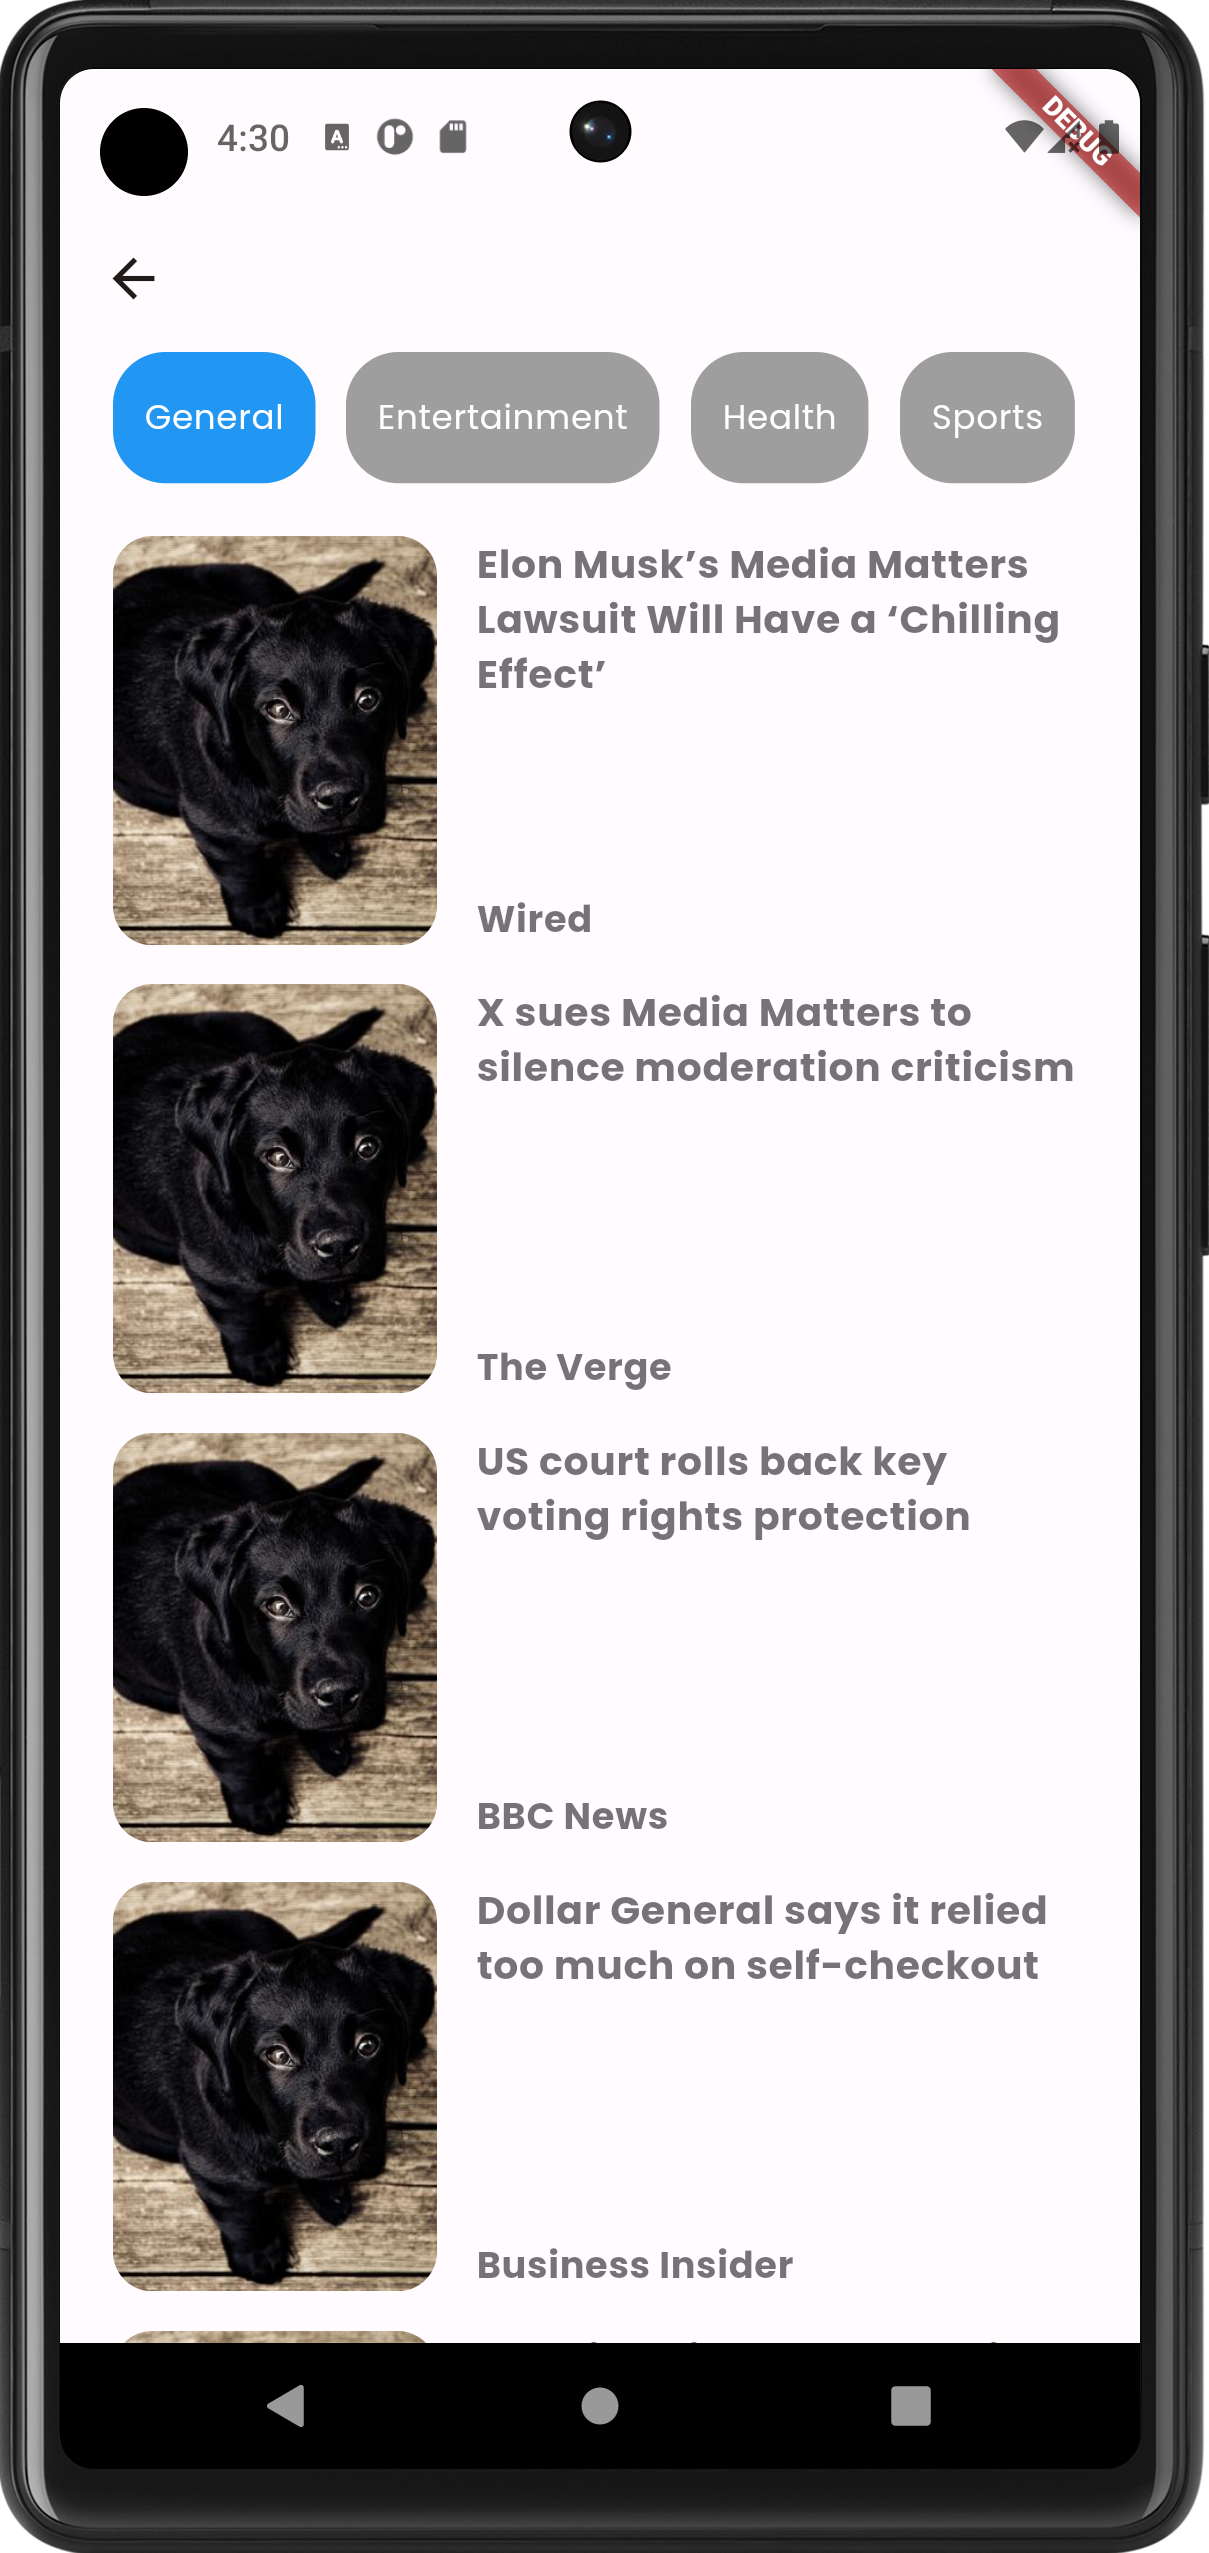 4:30
DEBUG
General
Entertainment
Health
Sports
Elon Musk’s Media Matters
Lawsuit Will Have a ‘Chilling
Effect’
Wired
X sues Media Matters to
silence moderation criticism
The Verge
US court rolls back key
voting rights protection
BBC News
Dollar General says it relied
too much on self-checkout
Business Insider